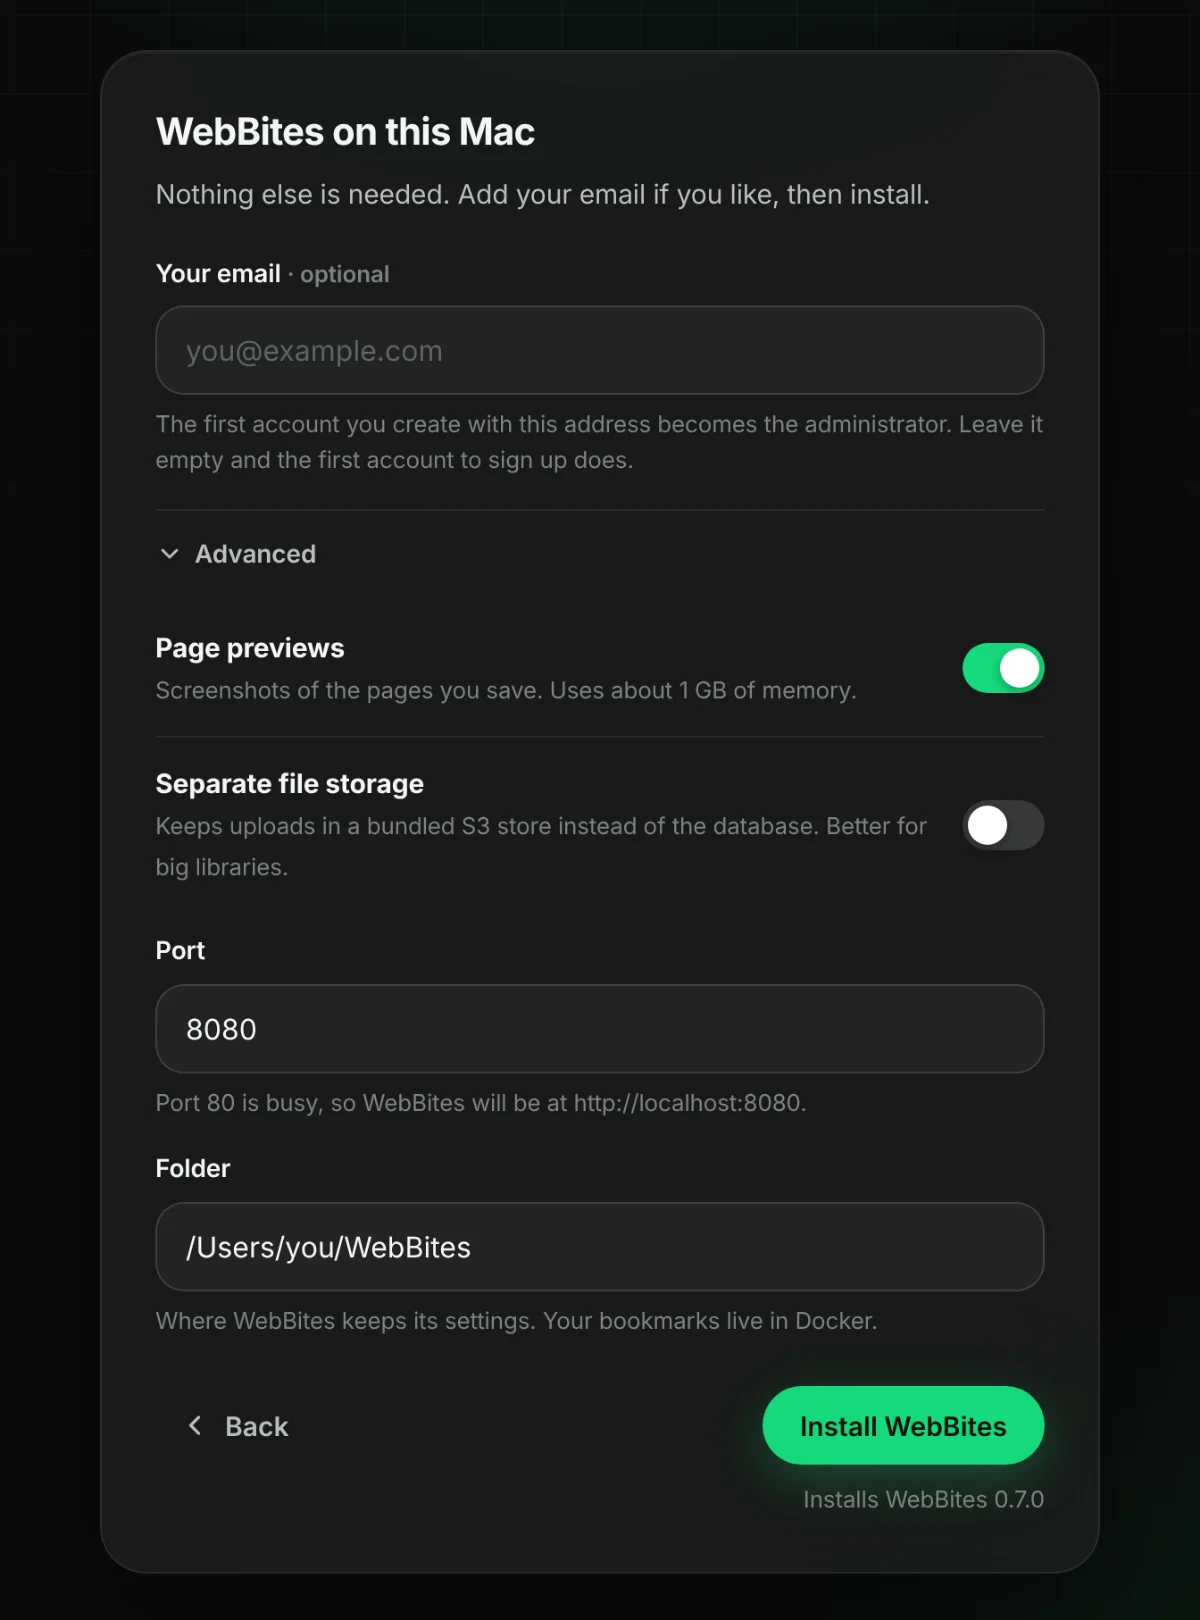 WebBites on this Mac
Nothing else is needed. Add your email if you like, then install.
Your email · optional
you@example.com
The first account you create with this address becomes the administrator. Leave it
empty and the first account to sign up does.
Advanced
Page previews
Screenshots of the pages you save. Uses about 1 GB of memory.
Separate file storage
Keeps uploads in a bundled S3 store instead of the database. Better for
big libraries.
Port
8080
Port 80 is busy, so WebBites will be at http://localhost:8080.
Folder
/Users/you/WebBites
Where WebBites keeps its settings. Your bookmarks live in Docker.
Back
Install WebBites
Installs WebBites 0.7.0